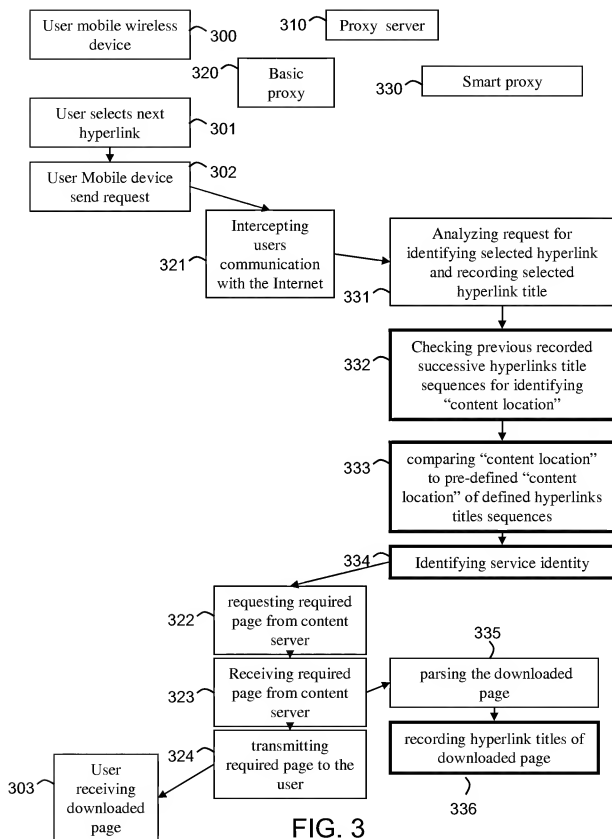 User mobile wireless
device
300
310
Proxy server
320
Basic
proxy
330
Smart proxy
User selects next
hyperlink
301
302
User Mobile device
send request
Intercepting
users
communication
with the Internet
321
Analyzing request for
identifying selected hyperlink
and recording selected
hyperlink title
331
Checking previous recorded
successive hyperlinks title
sequences for identifying
“content location”
332
comparing “content location”
to pre-defined “content
location” of defined hyperlinks
titles sequences
333
Identifying service identity
334
requesting required
page from content
server
322
335
Receiving required
page from content
server
323
parsing the downloaded
page
transmitting
required page to the
user
324
recording hyperlink titles of
downloaded page
336
User
receiving
downloaded
page
303
FIG. 3